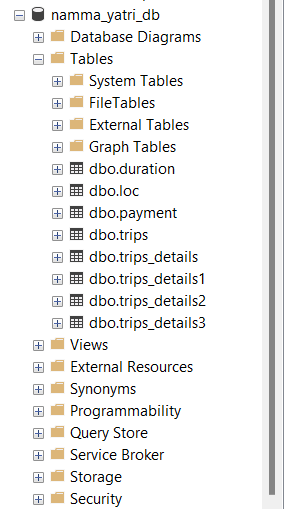 namma_yatri_db
Database Diagrams
Tables
System Tables
FileTables
External Tables
Graph Tables
dbo.duration
dbo.loc
dbo.payment
dbo.trips
dbo.trips_details
dbo.trips_details1
dbo.trips_details2
dbo.trips_details3
Views
External Resources
Synonyms
Programmability
Query Store
Service Broker
Storage
Security